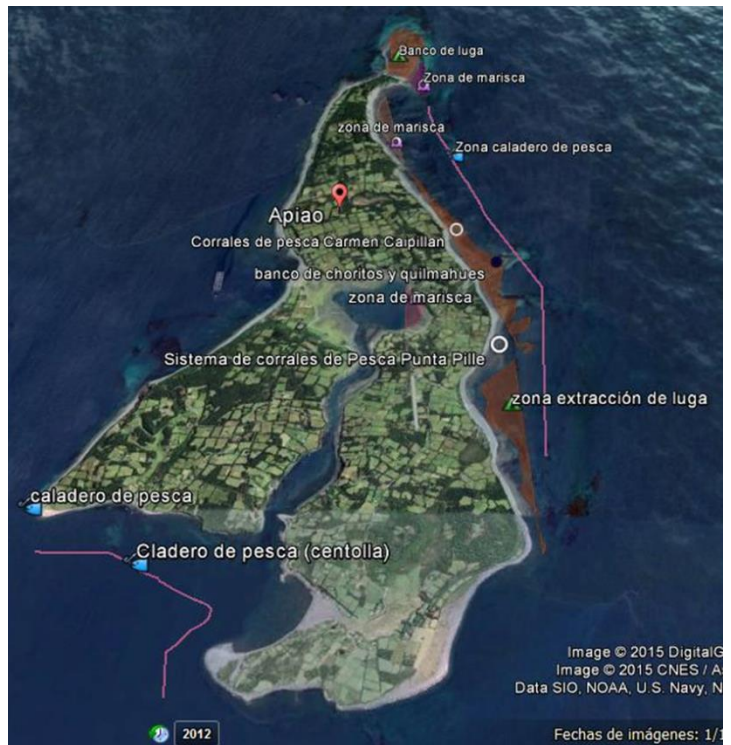 Banco de luga
Zona de marisca
zona de marisca
Zona caladero de pesca
Apiao
Corrales de pesca Carmen Caipillan
banco de choritos y quilmahues
zona de marisca
Sistema de corrales de Pesca Punta Pille
zona extracción de luga
caladero de pesca
Cladero de pesca (centolla)
Image © 2015 DigitalG
Image © 2015 CNES / A
Data SIO, NOAA, U.S. Navy, N
2012
Fechas de imágenes: 1/1